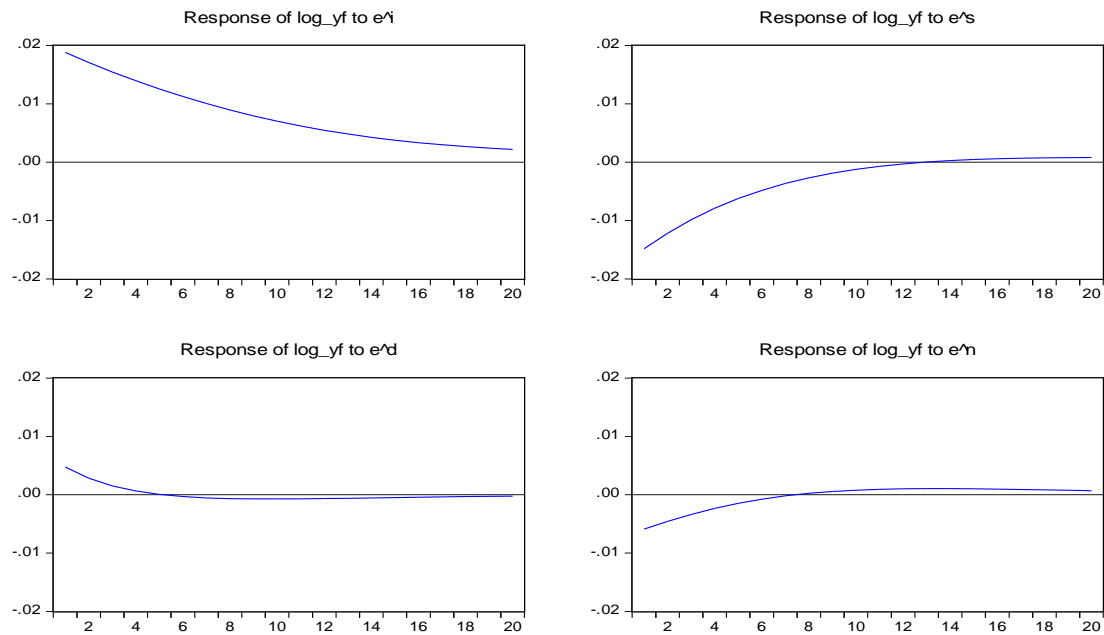 Response of log_yf to e^i
.02
.01
.00
-.01
-.02
2 4 6 8 10 12 14 16 18 20
Response of log_yf to e^s
.02
.01
.00
-.01
-.02
2 4 6 8 10 12 14 16 18 20
Response of log_yf to e^d
.02
.01
.00
-.01
-.02
2 4 6 8 10 12 14 16 18 20
Response of log_yf to e^n
.02
.01
.00
-.01
-.02
2 4 6 8 10 12 14 16 18 20